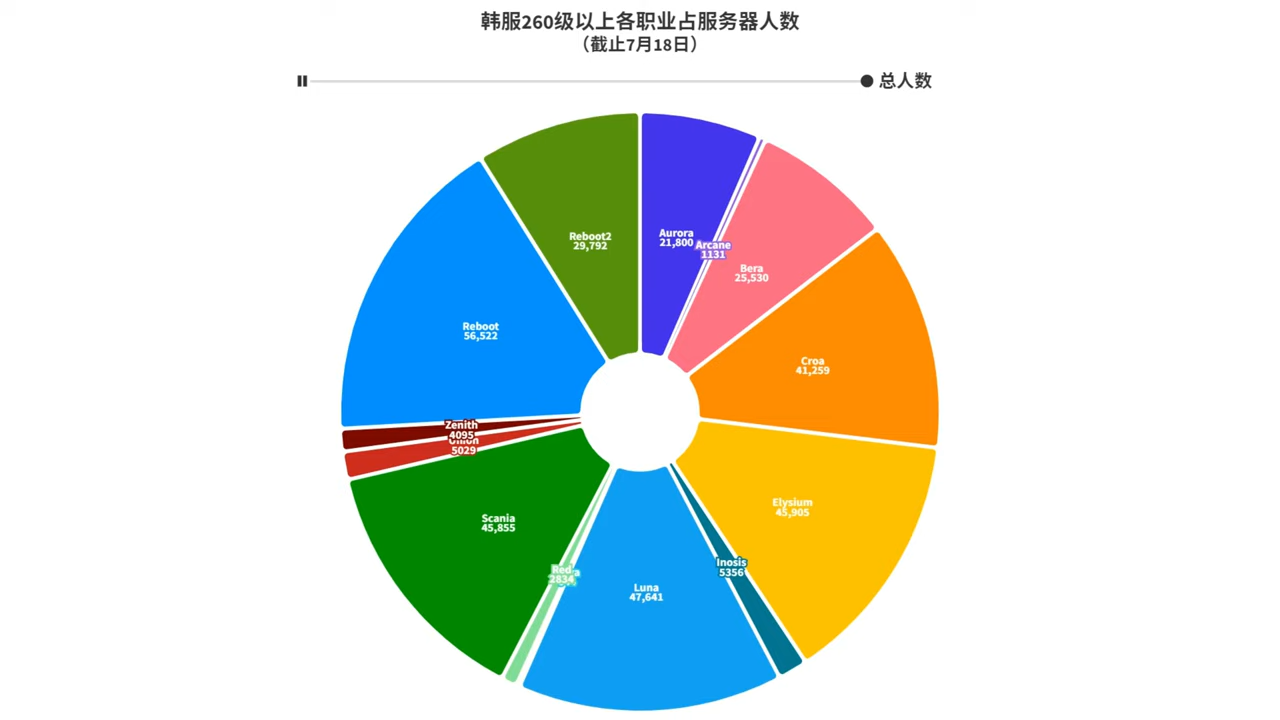 韩服260级以上各职业占服务器人数
（截止7月18日）
总人数
Aurora
21,800
Arcane
1131
Bera
25,530
Croa
41,259
Elysium
45,905
Inosis
5356
Luna
47,641
Red
2834
Scania
45,855
Union
5029
Zenith
4095
Reboot
56,522
Reboot2
29,792